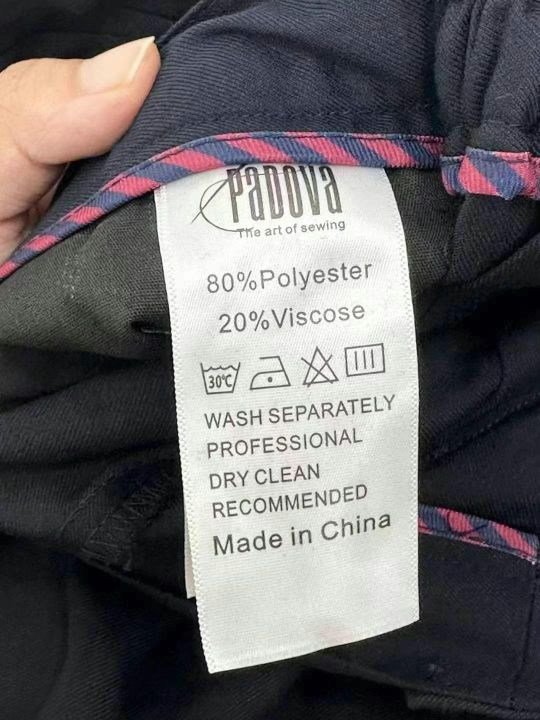 PaDOVa
The art of sewing
80%Polyester
20%Viscose
30°C
WASH SEPARATELY
PROFESSIONAL
DRY CLEAN
RECOMMENDED
Made in China